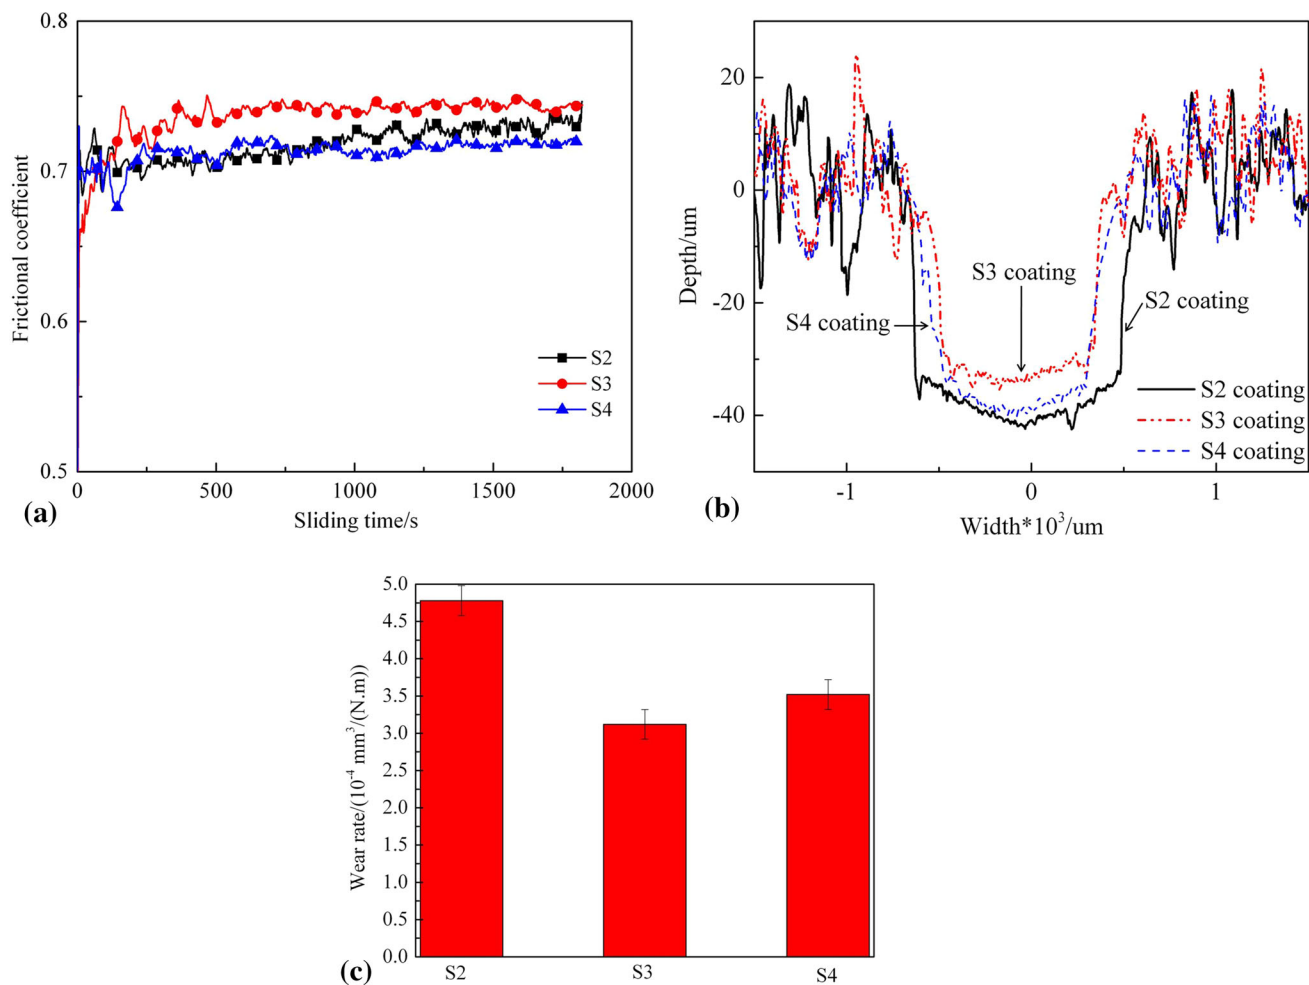 0.8
0.7
0.6
0.5
Frictional coefficient
S2
S3
S4
0 500 1000 1500 2000
Sliding time/s
(a)
20
0
-20
-40
Depth/um
S3 coating
S2 coating
S4 coating
S2 coating
S3 coating
S4 coating
-1 0 1
Width*10³/um
(b)
5.0
4.5
4.0
3.5
3.0
2.5
2.0
1.5
1.0
0.5
0.0
Wear rate/(10⁻⁴ mm³/(N.m))
S2 S3 S4
(c)